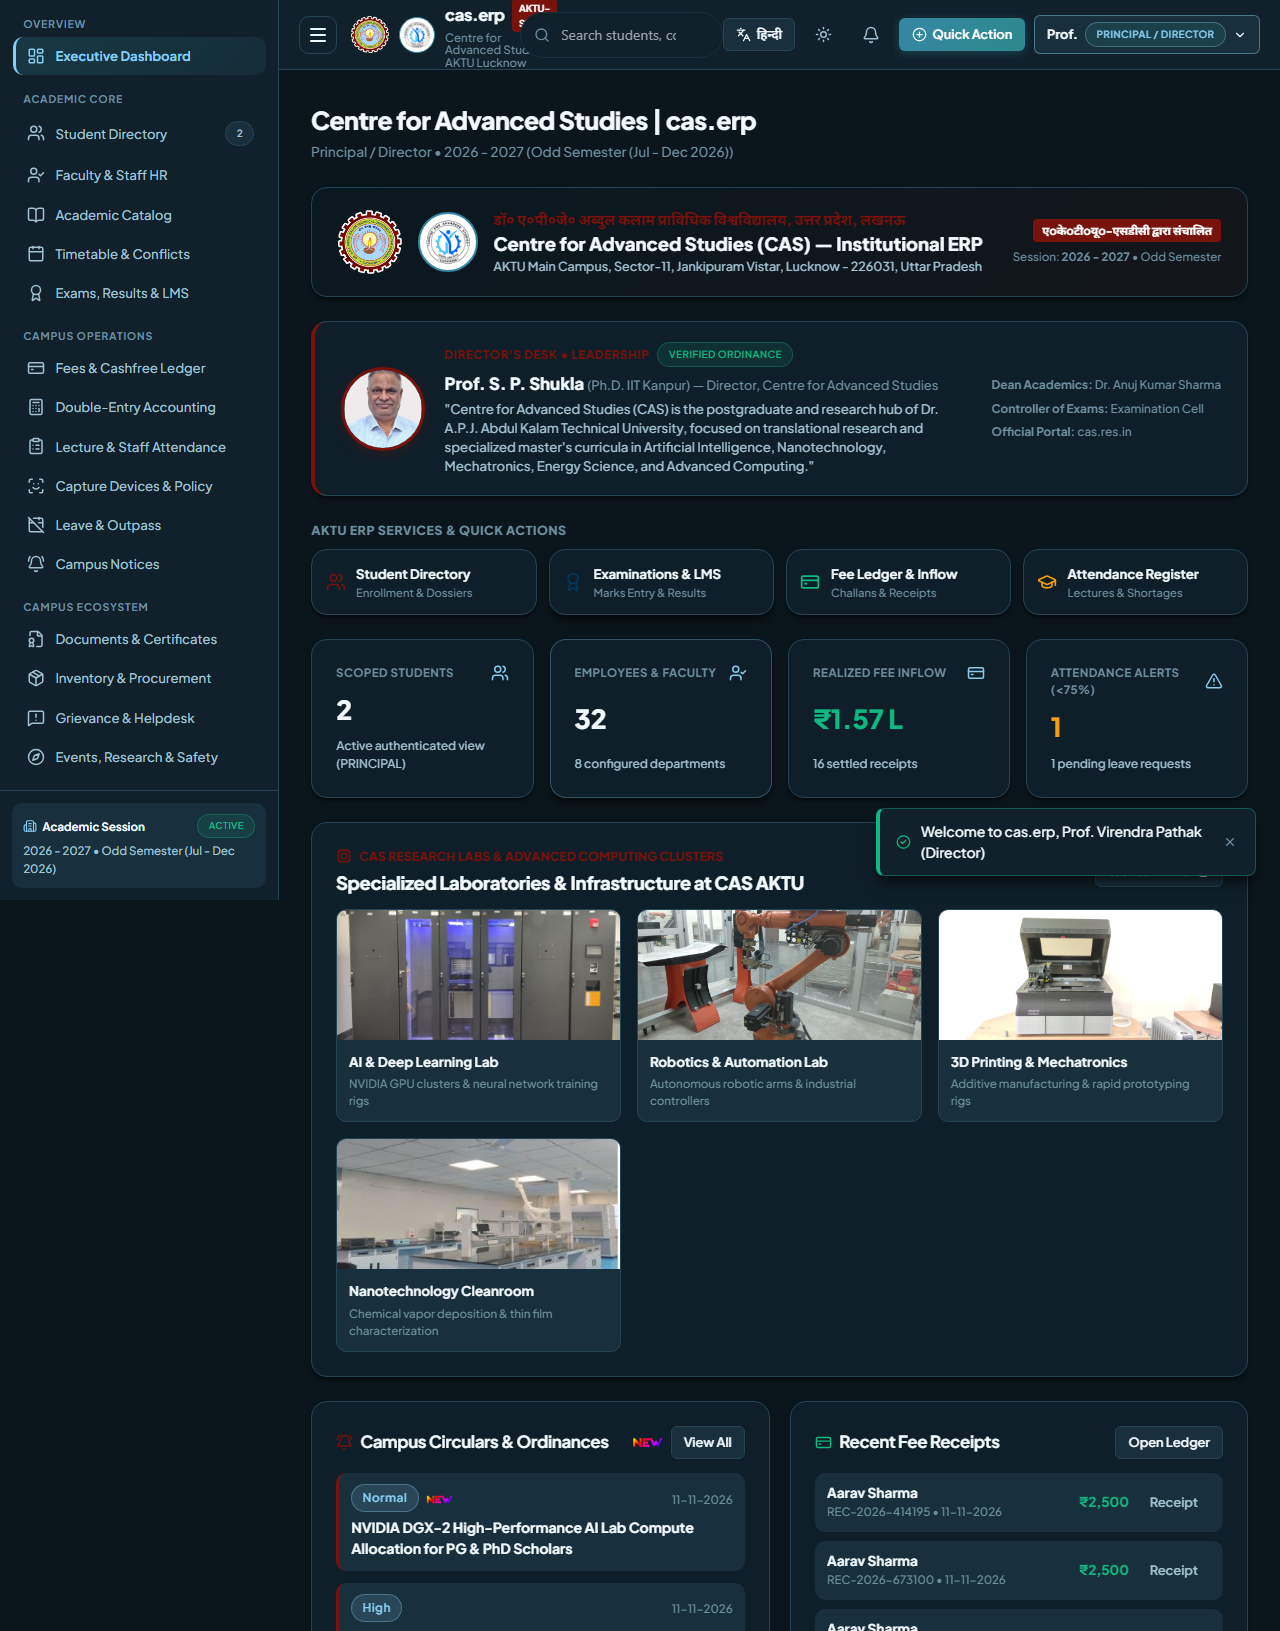 OVERVIEW
Executive Dashboard
ACADEMIC CORE
Student Directory
2
Faculty & Staff HR
Academic Catalog
Timetable & Conflicts
Exams, Results & LMS
CAMPUS OPERATIONS
Fees & Cashfree Ledger
Double-Entry Accounting
Lecture & Staff Attendance
Capture Devices & Policy
Leave & Outpass
Campus Notices
CAMPUS ECOSYSTEM
Documents & Certificates
Inventory & Procurement
Grievance & Helpdesk
Events, Research & Safety
Academic Session
ACTIVE
2026 - 2027 • Odd Semester (Jul - Dec
2026)
cas.erp
AKTU-
Centre for
Advanced Stud
AKTU Lucknow
Search students, co
हिन्दी
Quick Action
Prof.
PRINCIPAL / DIRECTOR
Centre for Advanced Studies | cas.erp
Principal / Director • 2026 - 2027 (Odd Semester (Jul - Dec 2026))
डॉ० ए०पी०जे० अब्दुल कलाम प्राविधिक विश्वविद्यालय, उत्तर प्रदेश, लखनऊ
Centre for Advanced Studies (CAS) — Institutional ERP
AKTU Main Campus, Sector-11, Jankipuram Vistar, Lucknow - 226031, Uttar Pradesh
ए०के०टी०यू०-एसडीसी द्वारा संचालित
Session: 2026 - 2027 • Odd Semester
DIRECTOR'S DESK • LEADERSHIP
VERIFIED ORDINANCE
Prof. S. P. Shukla (Ph.D. IIT Kanpur) — Director, Centre for Advanced Studies
"Centre for Advanced Studies (CAS) is the postgraduate and research hub of Dr.
A.P.J. Abdul Kalam Technical University, focused on translational research and
specialized master's curricula in Artificial Intelligence, Nanotechnology,
Mechatronics, Energy Science, and Advanced Computing."
Dean Academics: Dr. Anuj Kumar Sharma
Controller of Exams: Examination Cell
Official Portal: cas.res.in
AKTU ERP SERVICES & QUICK ACTIONS
Student Directory
Enrollment & Dossiers
Examinations & LMS
Marks Entry & Results
Fee Ledger & Inflow
Challans & Receipts
Attendance Register
Lectures & Shortages
SCOPED STUDENTS
2
Active authenticated view
(PRINCIPAL)
EMPLOYEES & FACULTY
32
8 configured departments
REALIZED FEE INFLOW
₹1.57 L
16 settled receipts
ATTENDANCE ALERTS
(<75%)
1
1 pending leave requests
Welcome to cas.erp, Prof. Virendra Pathak
(Director)
CAS RESEARCH LABS & ADVANCED COMPUTING CLUSTERS
Specialized Laboratories & Infrastructure at CAS AKTU
AI & Deep Learning Lab
NVIDIA GPU clusters & neural network training
rigs
Robotics & Automation Lab
Autonomous robotic arms & industrial
controllers
3D Printing & Mechatronics
Additive manufacturing & rapid prototyping
rigs
Nanotechnology Cleanroom
Chemical vapor deposition & thin film
characterization
Campus Circulars & Ordinances
NEW
View All
Normal
NEW
11-11-2026
NVIDIA DGX-2 High-Performance AI Lab Compute
Allocation for PG & PhD Scholars
High
11-11-2026
Recent Fee Receipts
Open Ledger
Aarav Sharma
REC-2026-414195 • 11-11-2026
₹2,500
Receipt
Aarav Sharma
REC-2026-673100 • 11-11-2026
₹2,500
Receipt
Aarav Sharma